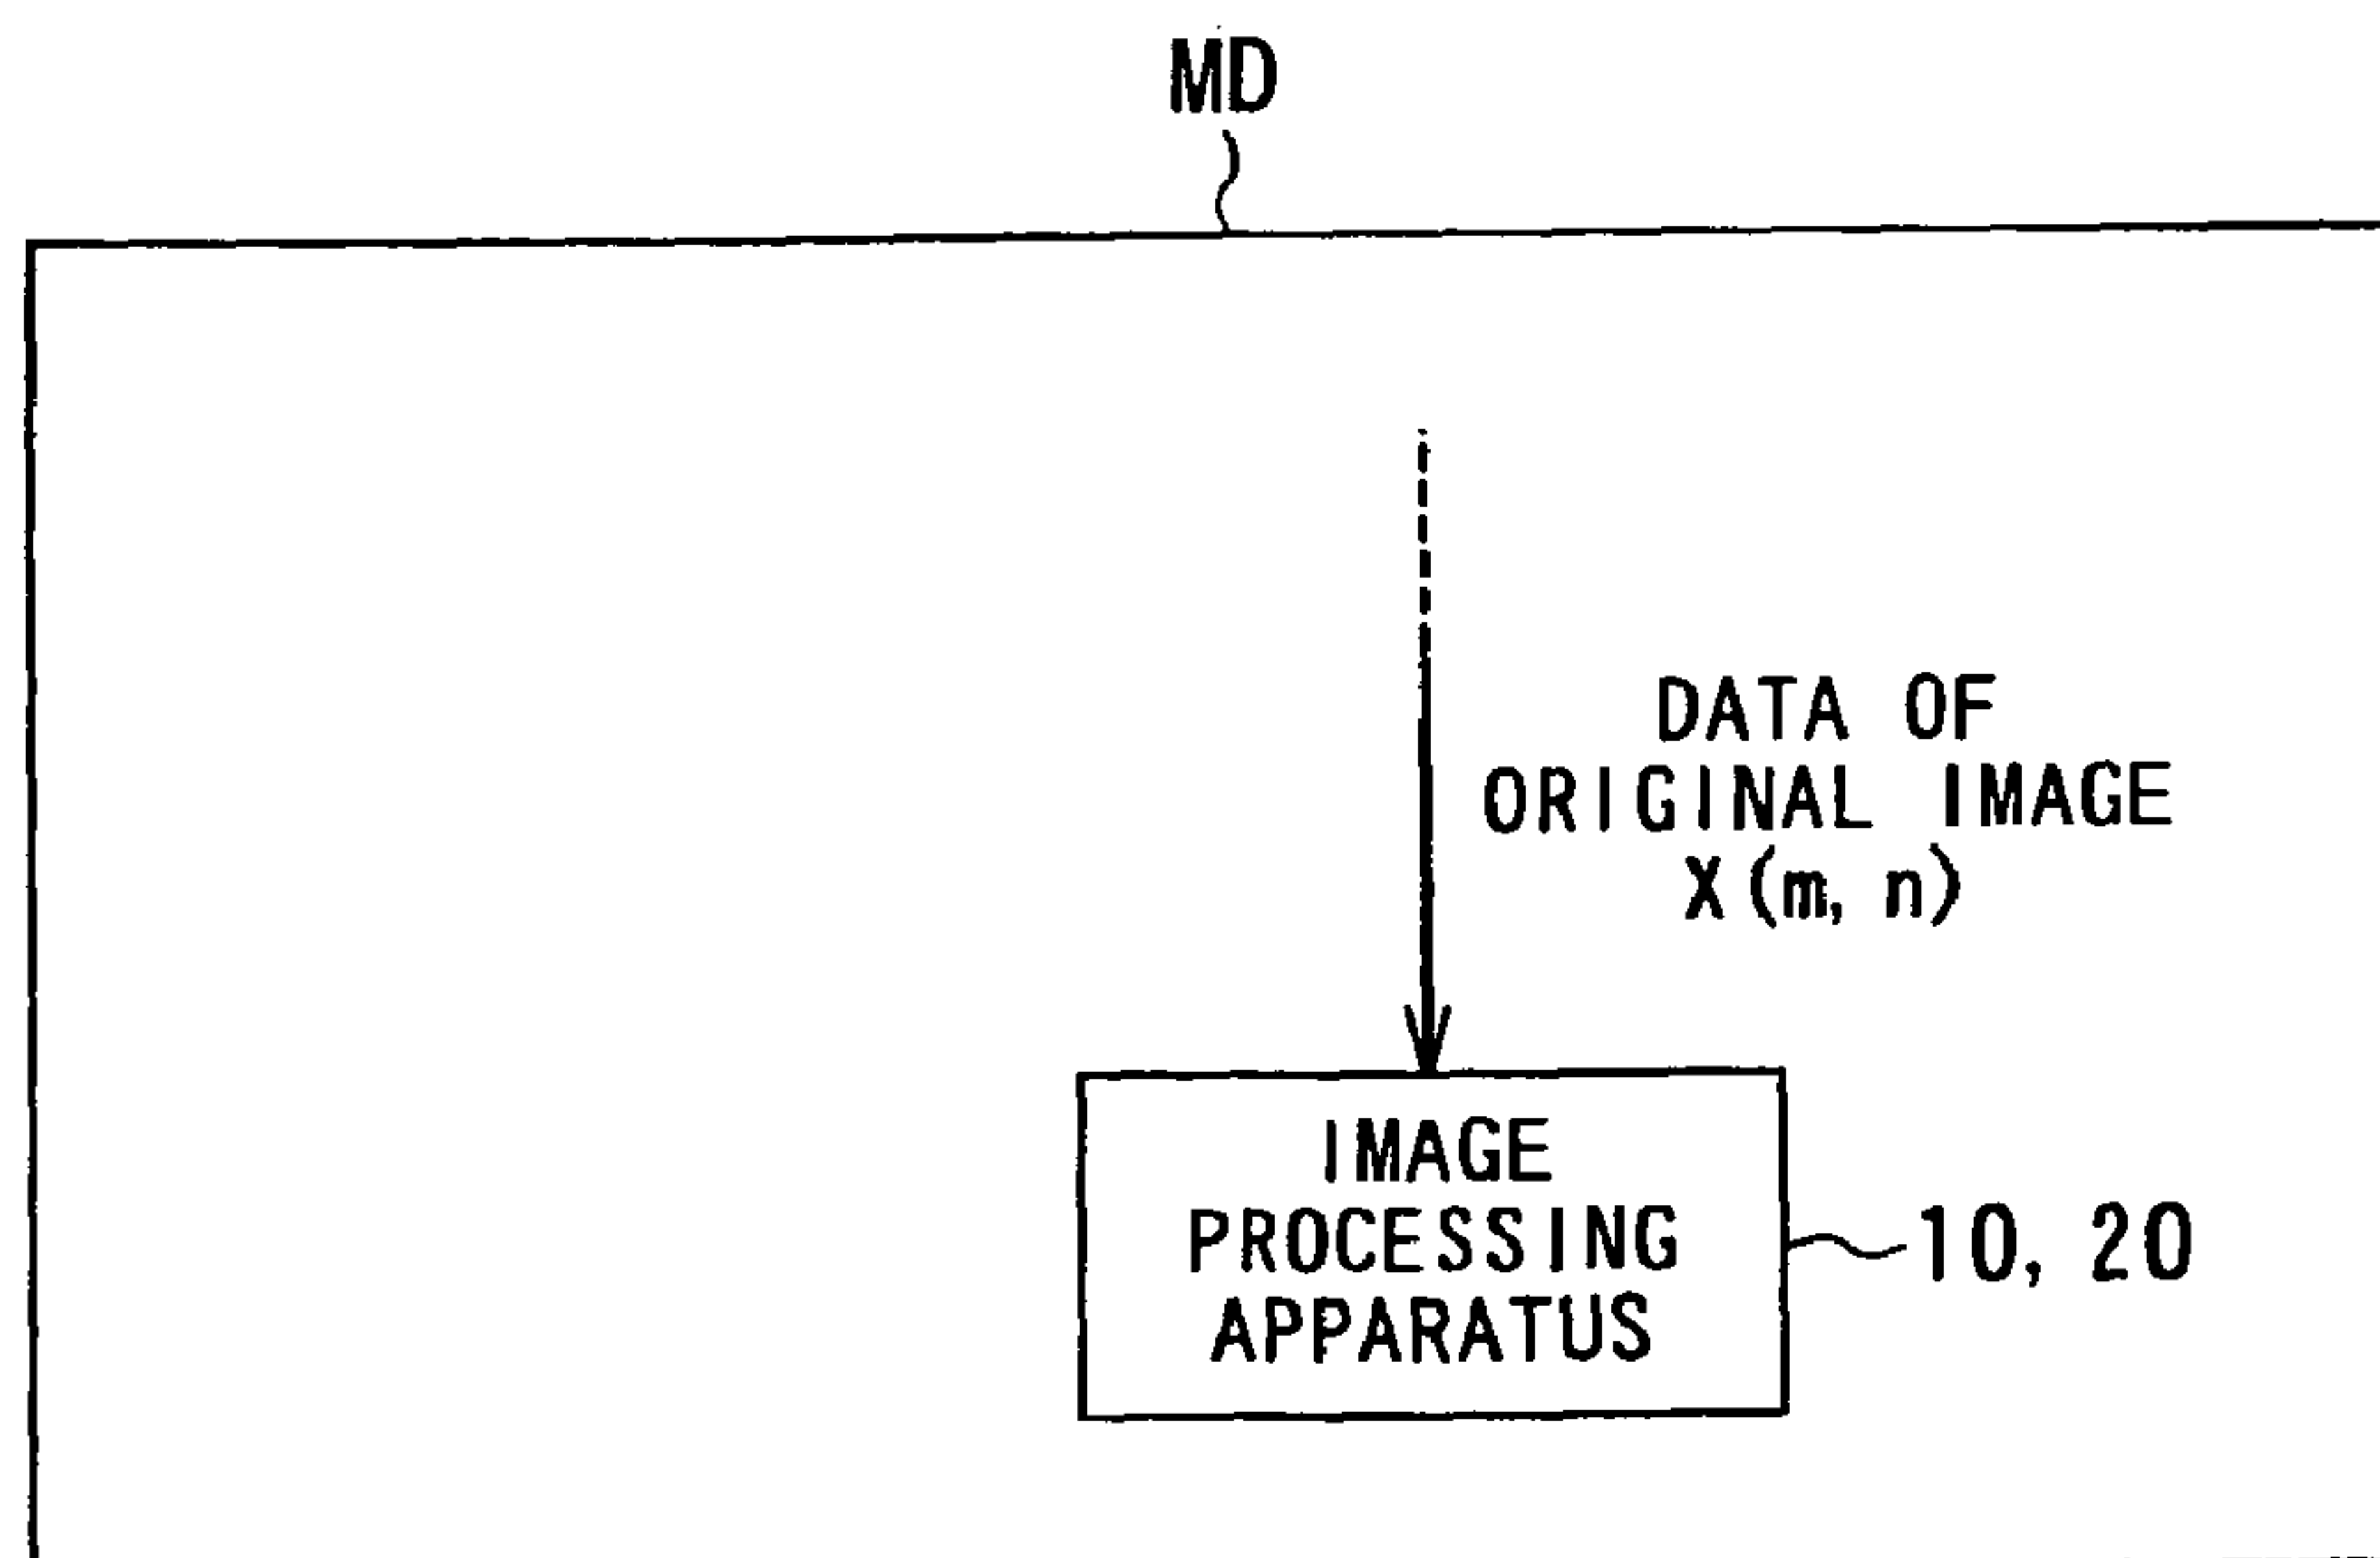 MD
DATA OF
ORIGINAL IMAGE
X(m, n)
IMAGE
PROCESSING
APPARATUS
10, 20